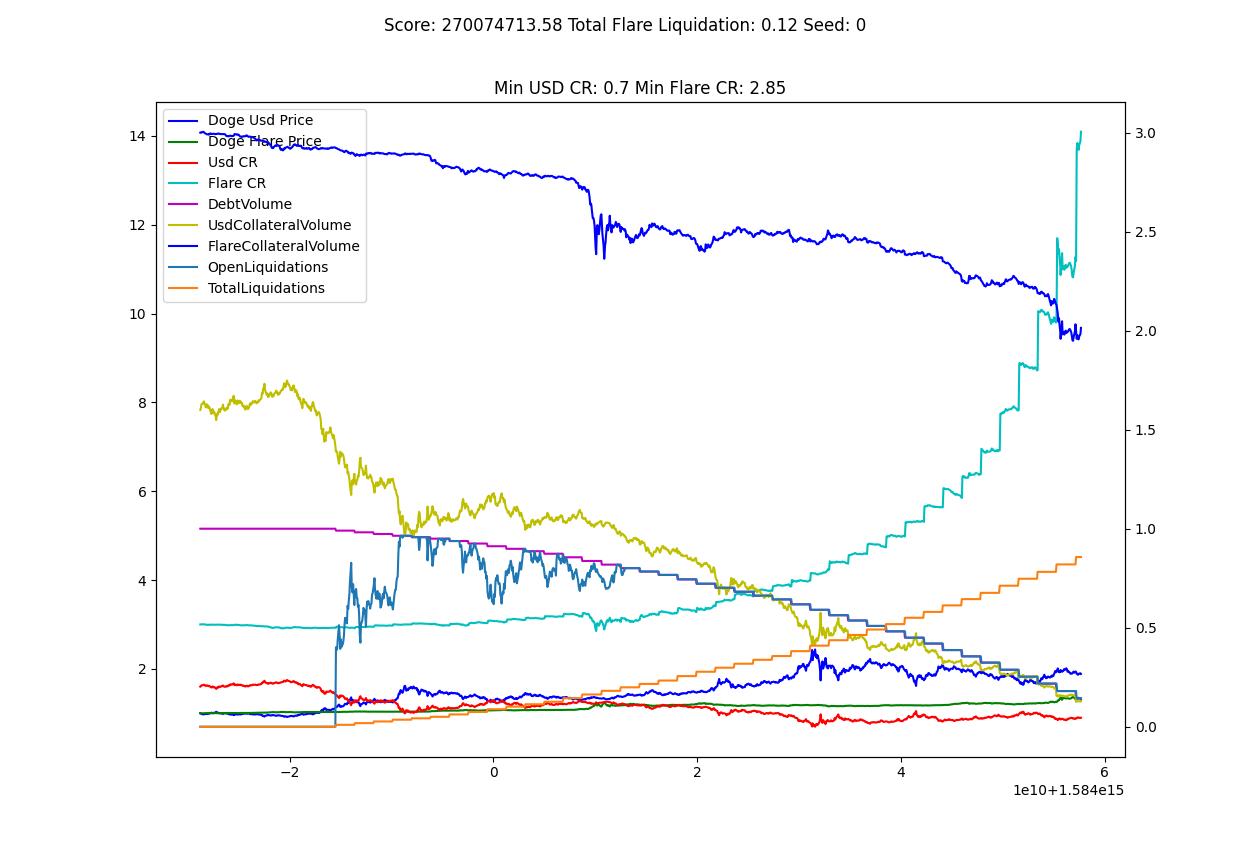 Score: 270074713.58 Total Flare Liquidation: 0.12 Seed: 0
Min USD CR: 0.7 Min Flare CR: 2.85
Doge Usd Price
Doge Flare Price
Usd CR
Flare CR
DebtVolume
UsdCollateralVolume
FlareCollateralVolume
OpenLiquidations
TotalLiquidations
14
12
10
8
6
4
2
3.0
2.5
2.0
1.5
1.0
0.5
0.0
−2 0 2 4 6
1e10+1.584e15